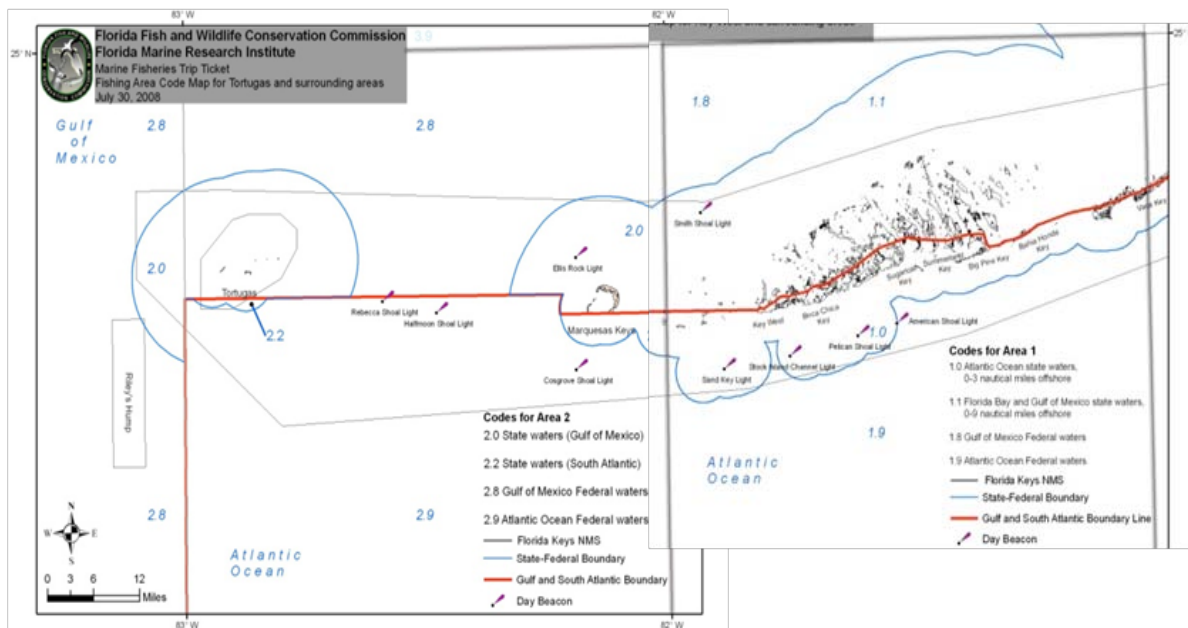 83° W
82° W
25° N
25°
Florida Fish and Wildlife Conservation Commission
Florida Marine Research Institute
Marine Fisheries Trip Ticket
Fishing Area Code Map for Tortugas and surrounding areas
July 30, 2008
3.9
Gulf
of
Mexico
2.8
2.8
1.8
1.1
2.0
2.0
Smith Shoal Light
Ellis Rock Light
Tortugas
2.2
Rebecca Shoal Light
Halfmoon Shoal Light
Marquesas Keys
Cosgrove Shoal Light
Key West
Boca Chica
Key
Sugarloaf
Key
Summerland
Key
Big Pine Key
Bahia Honda
Key
Vaca Key
Sand Key Light
Stock Island Channel Light
Pelican Shoal Light
1.0
American Shoal Light
Riley's Hump
1.9
Atlantic
Ocean
Codes for Area 1
1.0 Atlantic Ocean state waters,
0-3 nautical miles offshore
1.1 Florida Bay and Gulf of Mexico state waters,
0-9 nautical miles offshore
1.8 Gulf of Mexico Federal waters
1.9 Atlantic Ocean Federal waters
Florida Keys NMS
State-Federal Boundary
Gulf and South Atlantic Boundary Line
Day Beacon
Codes for Area 2
2.0 State waters (Gulf of Mexico)
2.2 State waters (South Atlantic)
2.8 Gulf of Mexico Federal waters
2.9 Atlantic Ocean Federal waters
Florida Keys NMS
State-Federal Boundary
Gulf and South Atlantic Boundary
Day Beacon
2.8
2.9
Atlantic
Ocean
N
W
E
S
0 3 6 12
Miles
83° W
82° W